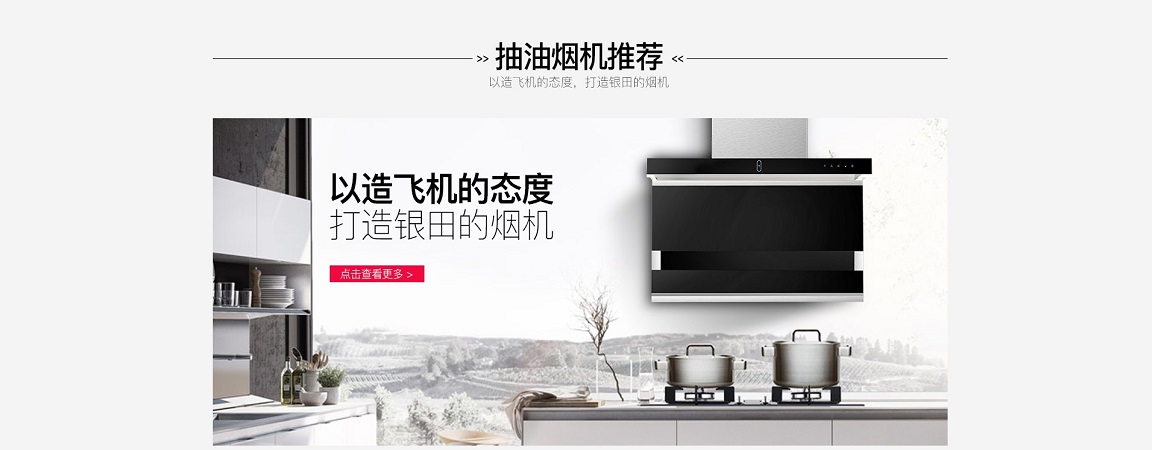 >> 抽油烟机推荐 <<
以造飞机的态度，打造银田的烟机
以造飞机的态度
打造银田的烟机
点击查看更多 >